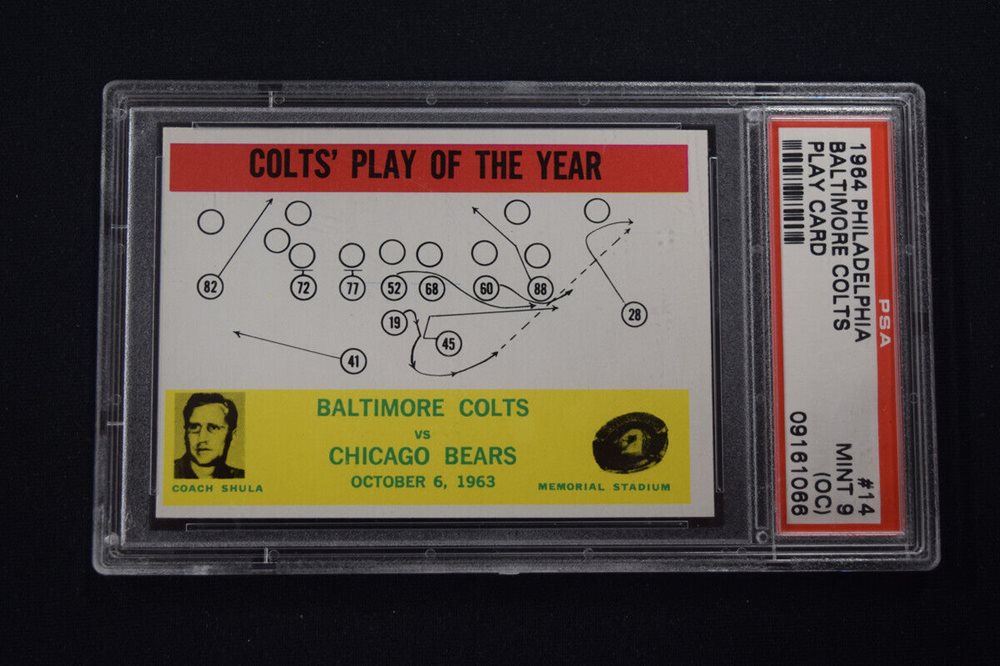 COLTS' PLAY OF THE YEAR
82 72 77 52 68 60 88
19 28
45
41
BALTIMORE COLTS
VS
CHICAGO BEARS
OCTOBER 6, 1963
COACH SHULA
MEMORIAL STADIUM
PSA
1964 PHILADELPHIA #14
BALTIMORE COLTS MINT 9
PLAY CARD (OC)
09161066